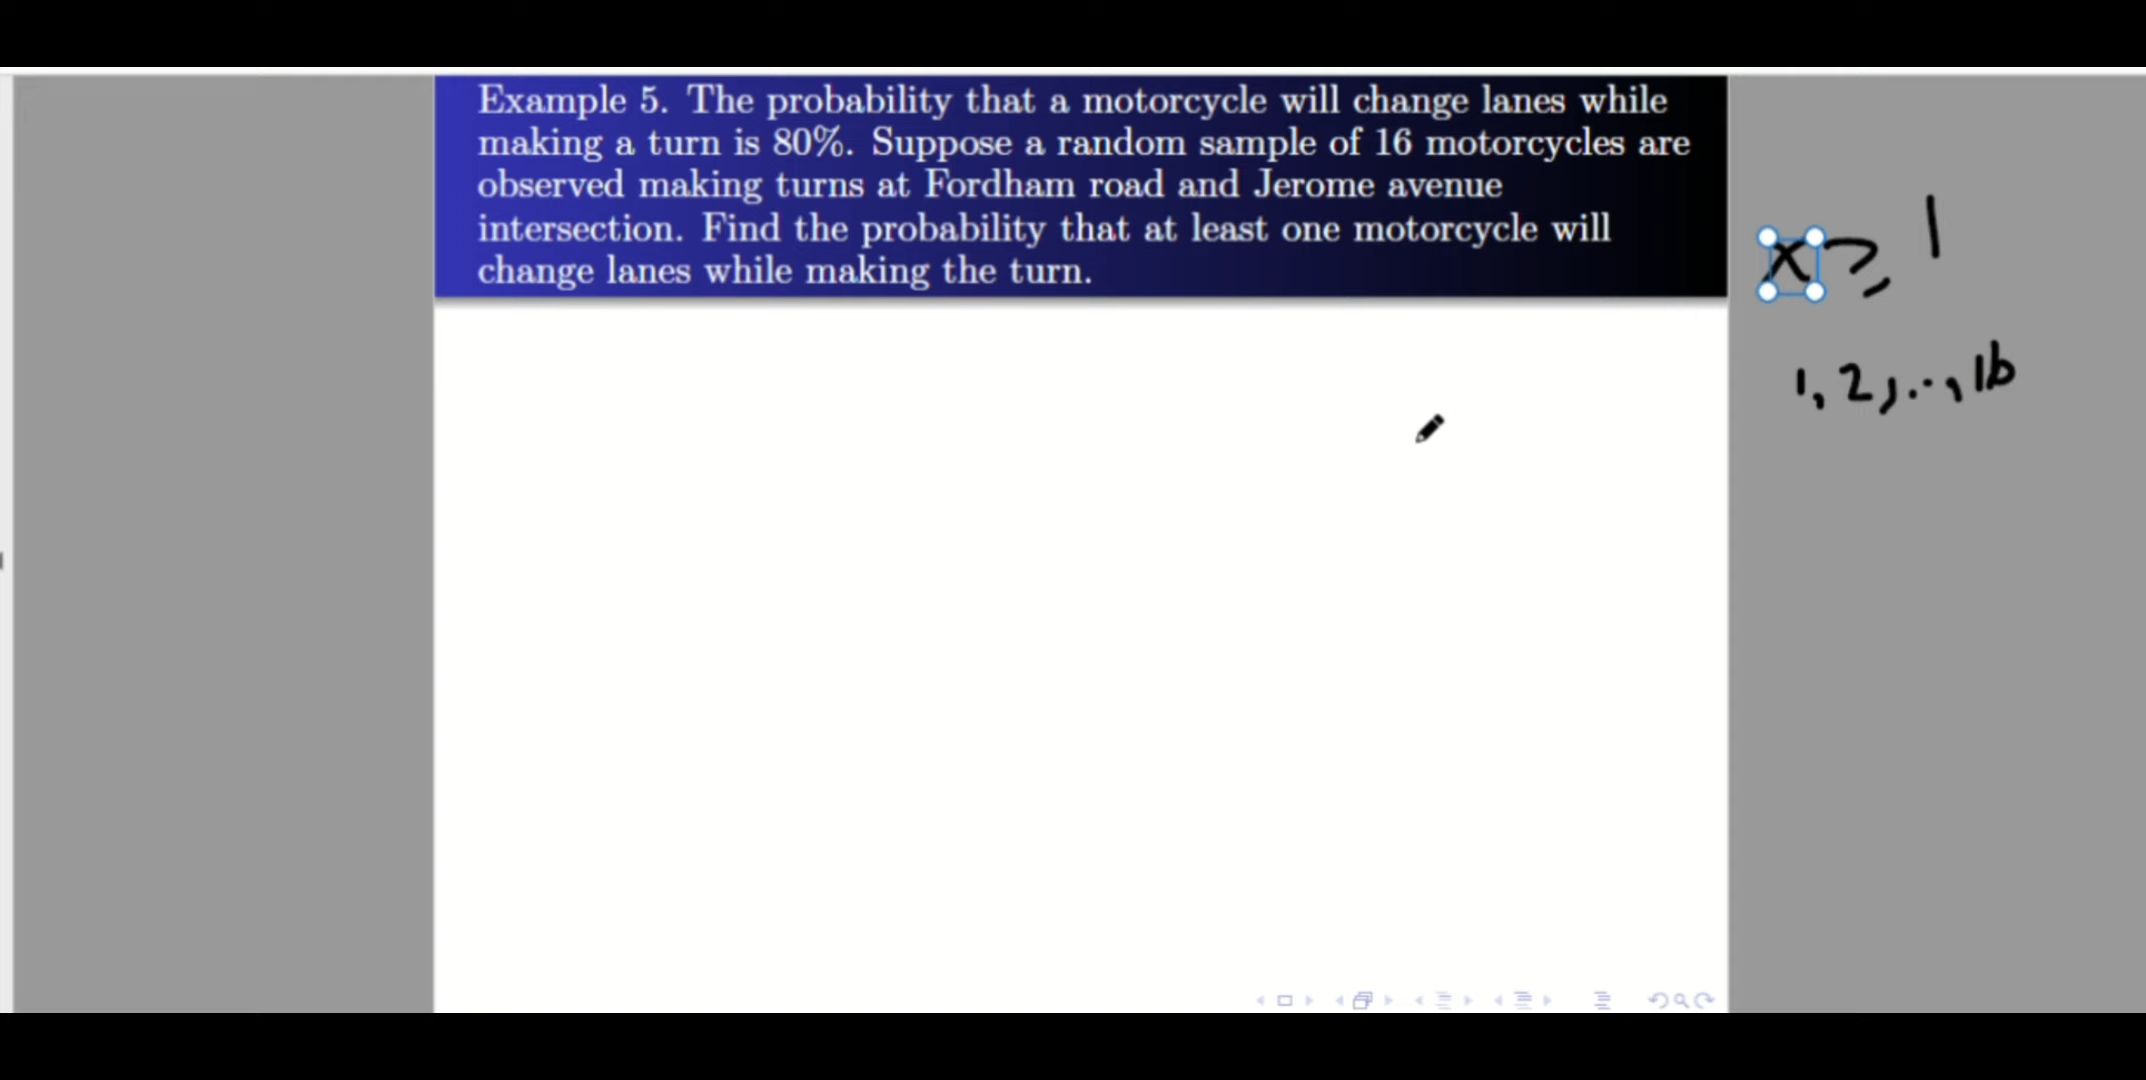 Example 5. The probability that a motorcycle will change lanes while
making a turn is 80%. Suppose a random sample of 16 motorcycles are
observed making turns at Fordham road and Jerome avenue
intersection. Find the probability that at least one motorcycle will
change lanes while making the turn.
x ≥ 1
1, 2, .., 16